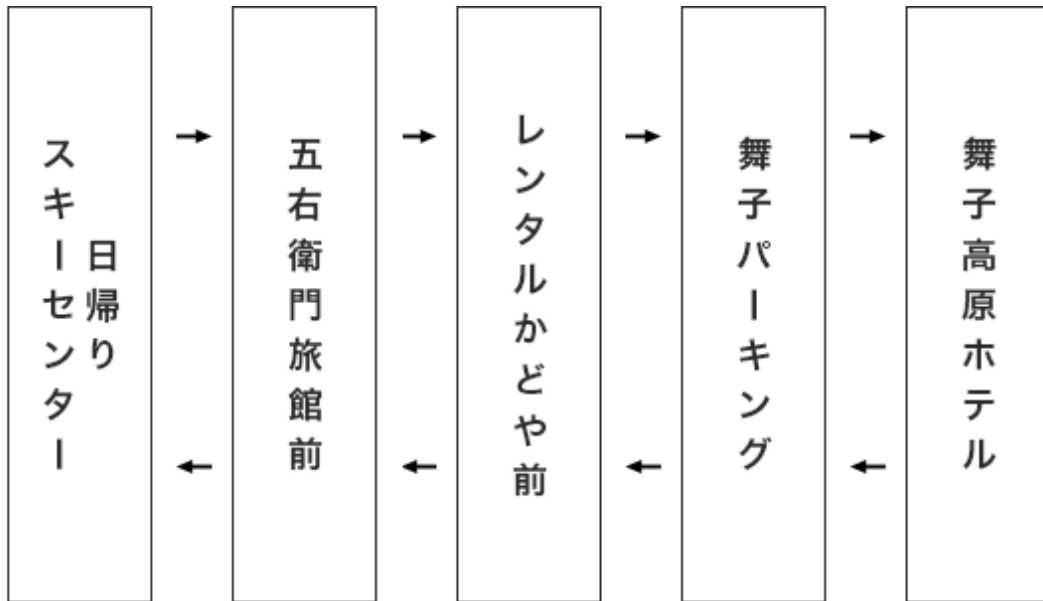 日帰り
スキーセンター
五右衛門旅館前
レンタルかどや前
舞子パーキング
舞子高原ホテル